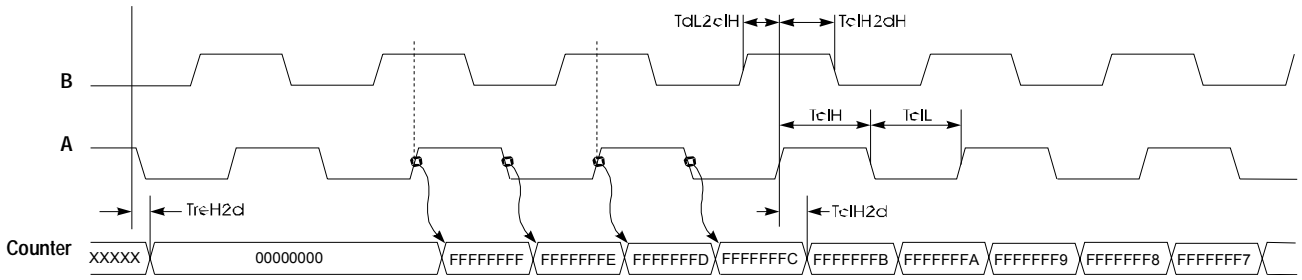 TdL2clH TclH2dH
B
TclH TclL
A
TreH2d TclH2d
Counter XXXXX 00000000 FFFFFFFF FFFFFFFE FFFFFFFD FFFFFFFC FFFFFFFB FFFFFFFA FFFFFFF9 FFFFFFF8 FFFFFFF7